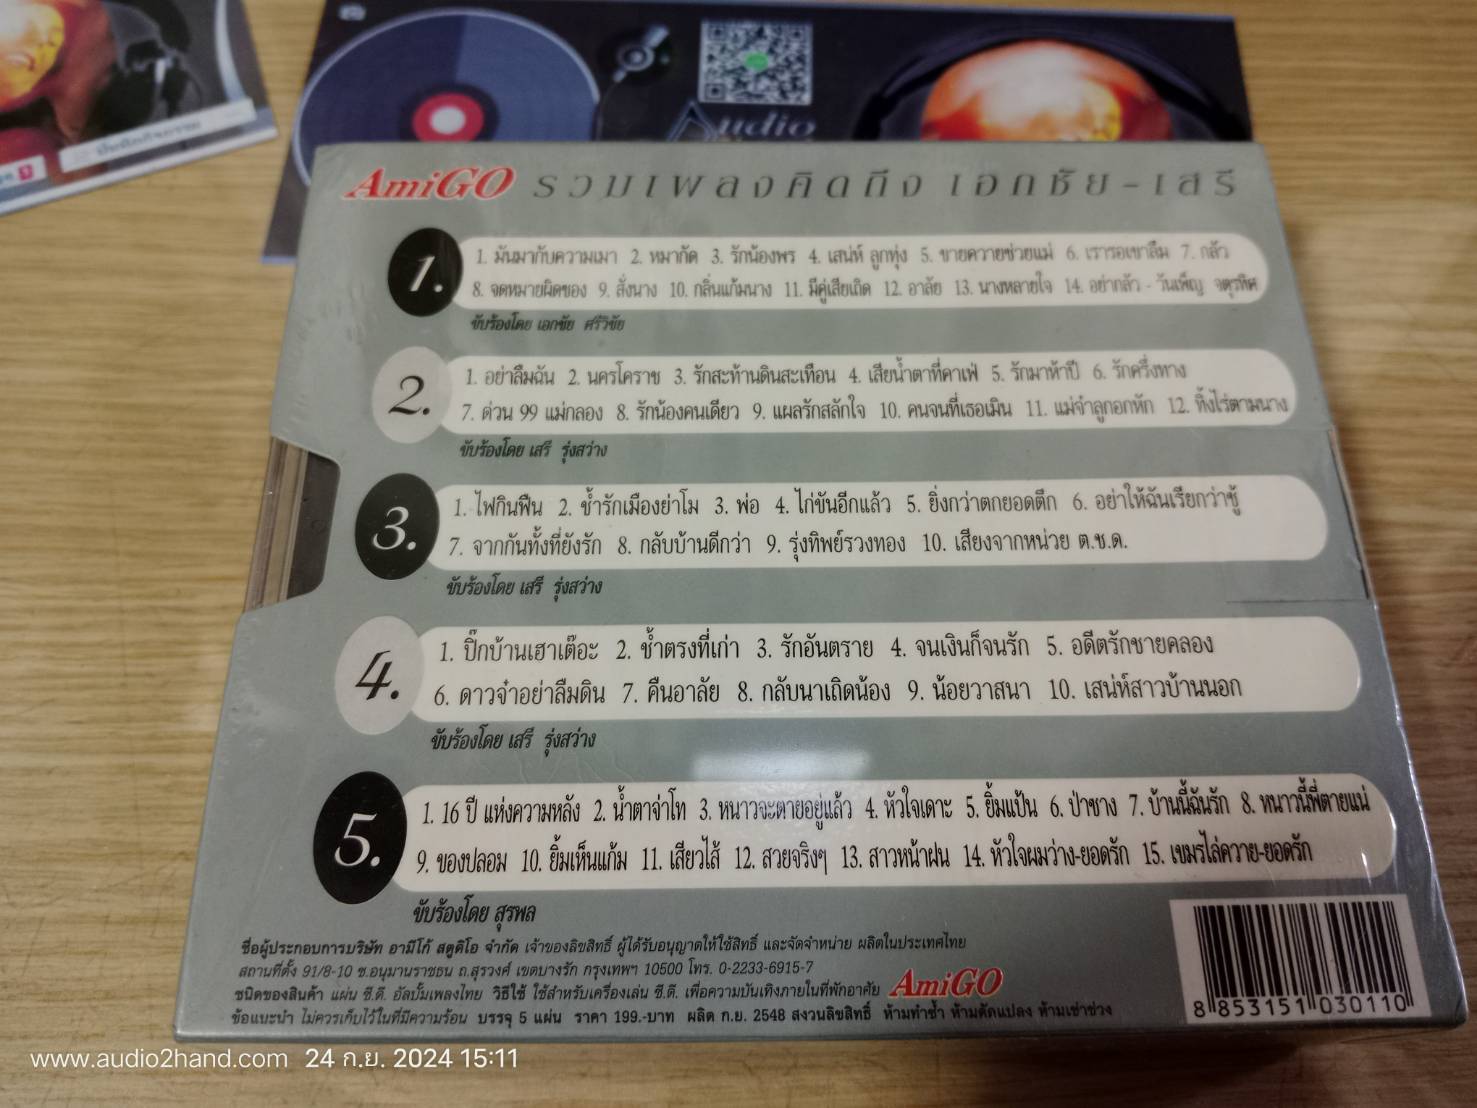 udio
AmiGO รวมเพลงคิดถึง เอกชัย - เสรี
1.
1. มันมากับความเมา 2. หมากัด 3. รักน้องพร 4. เสน่ห์ ลูกทุ่ง 5. ขายควายช่วยแม่ 6. เรารอเขาลืม 7. กลัว
8. จดหมายผิดซอง 9. สั่งนาง 10. กลิ่นแก้มนาง 11. มีคู่เสียเถิด 12. อาลัย 13. นางหลายใจ 14. อย่ากลัว - วันเพ็ญ จตุรทิศ
ขับร้องโดย เอกชัย ศรีวิชัย
2.
1. อย่าลืมฉัน 2. นครโคราช 3. รักสะท้านดินสะเทือน 4. เสียน้ำตาที่คาเฟ่ 5. รักมาห้าปี 6. รักครึ่งทาง
7. ด่วน 99 แม่กลอง 8. รักน้องคนเดียว 9. แผลรักสลักใจ 10. คนจนที่เธอเมิน 11. แม่จ๋าลูกอกหัก 12. ทิ้งไร่ตามนาง
ขับร้องโดย เสรี รุ่งสว่าง
3.
1. ไฟกินฟืน 2. ช้ำรักเมืองย่าโม 3. พ่อ 4. ไก่ขันอีกแล้ว 5. ยิ่งกว่าตกยอดตึก 6. อย่าให้ฉันเรียกว่าชู้
7. จากกันทั้งที่ยังรัก 8. กลับบ้านดีกว่า 9. รุ่งทิพย์รวงทอง 10. เสียงจากหน่วย ต.ช.ด.
ขับร้องโดย เสรี รุ่งสว่าง
4.
1. ปิ๊กบ้านเฮาเต๊อะ 2. ช้ำตรงที่เก่า 3. รักอันตราย 4. จนเงินก็จนรัก 5. อดีตรักชายคลอง
6. ดาวจ๋าอย่าลืมดิน 7. คืนอาลัย 8. กลับนาเถิดน้อง 9. น้อยวาสนา 10. เสน่ห์สาวบ้านนอก
ขับร้องโดย เสรี รุ่งสว่าง
5.
1. 16 ปี แห่งความหลัง 2. น้ำตาจ่าโท 3. หนาวจะตายอยู่แล้ว 4. หัวใจเดาะ 5. ยิ้มแป้น 6. ป่าซาง 7. บ้านนี้ฉันรัก 8. หนาวนี้พี่ตายแน่
9. ของปลอม 10. ยิ้มเห็นแก้ม 11. เสียวไส้ 12. สวยจริงๆ 13. สาวหน้าฝน 14. หัวใจผมว่าง-ยอดรัก 15. เขมรไล่ควาย-ยอดรัก
ขับร้องโดย สุรพล
ชื่อผู้ประกอบการบริษัท อามีโก้ สตูดิโอ จำกัด เจ้าของลิขสิทธิ์ ผู้ได้รับอนุญาตให้ใช้สิทธิ์ และจัดจำหน่าย ผลิตในประเทศไทย
สถานที่ตั้ง 91/8-10 ซ.อนุมานราชธน ถ.สุรวงศ์ เขตบางรัก กรุงเทพฯ 10500 โทร. 0-2233-6915-7
ชนิดของสินค้า แผ่น ซี.ดี. อัลบั้มเพลงไทย วิธีใช้ ใช้สำหรับเครื่องเล่น ซี.ดี. เพื่อความบันเทิงภายในที่พักอาศัย AmiGO
ข้อแนะนำ ไม่ควรเก็บไว้ในที่มีความร้อน บรรจุ 5 แผ่น ราคา 199.-บาท ผลิต ก.ย. 2548 สงวนลิขสิทธิ์ ห้ามทำซ้ำ ห้ามดัดแปลง ห้ามเช่าช่วง
8 853151 030110
www.audio2hand.com 24 ก.ย. 2024 15:11